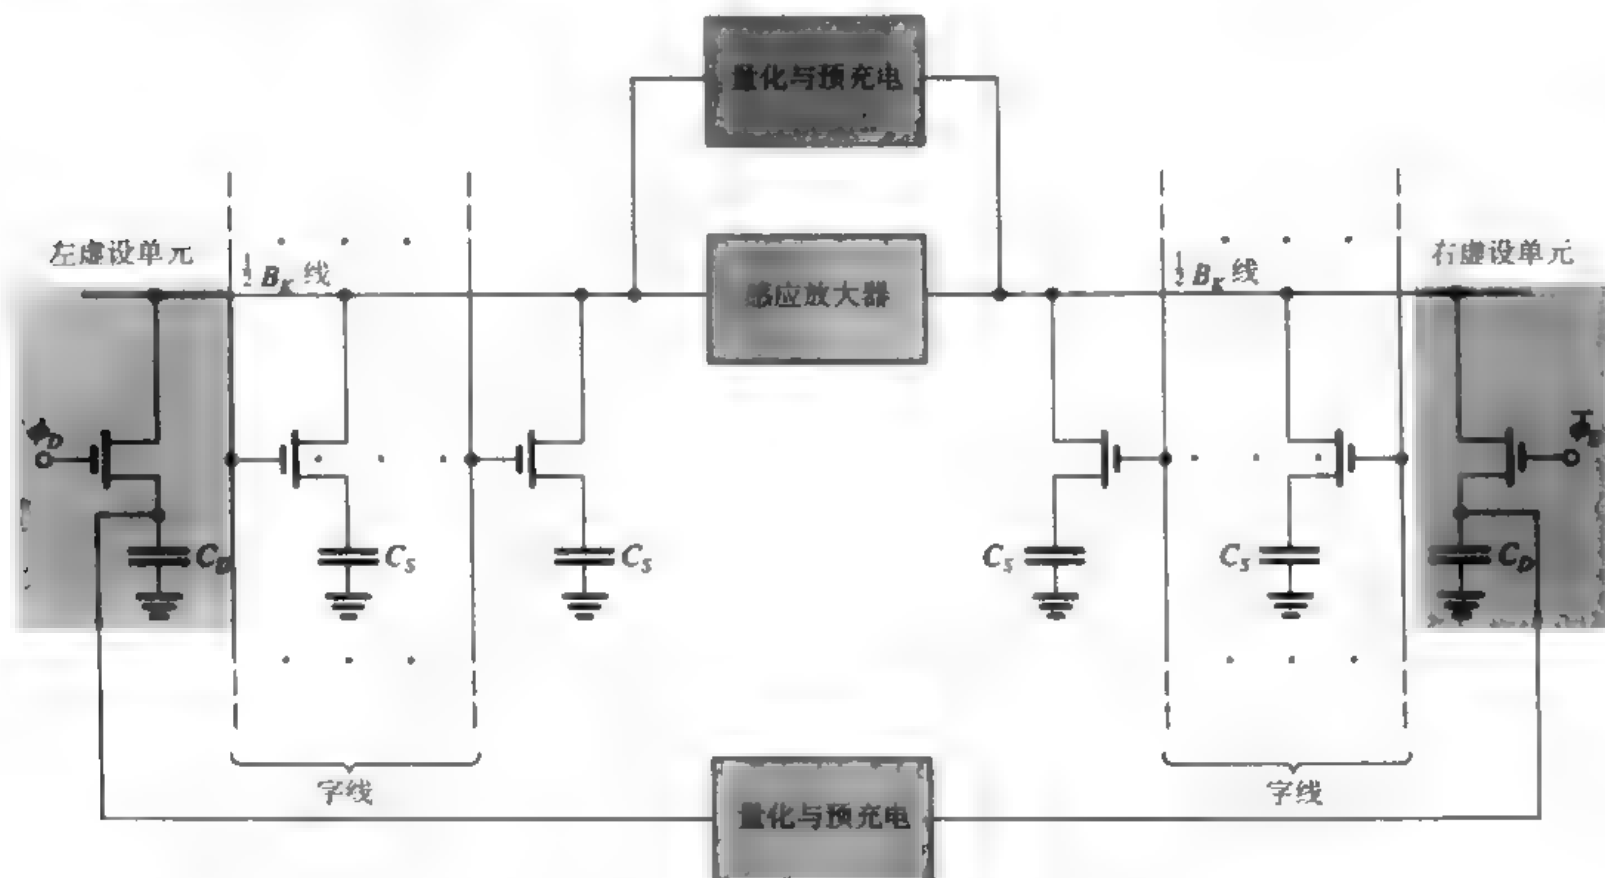 量化与预充电
左虚设单元
½ B_K 线
感应放大器
½ B_K 线
右虚设单元
C_D
C_S
C_S
C_S
C_S
C_D
字线
字线
量化与预充电